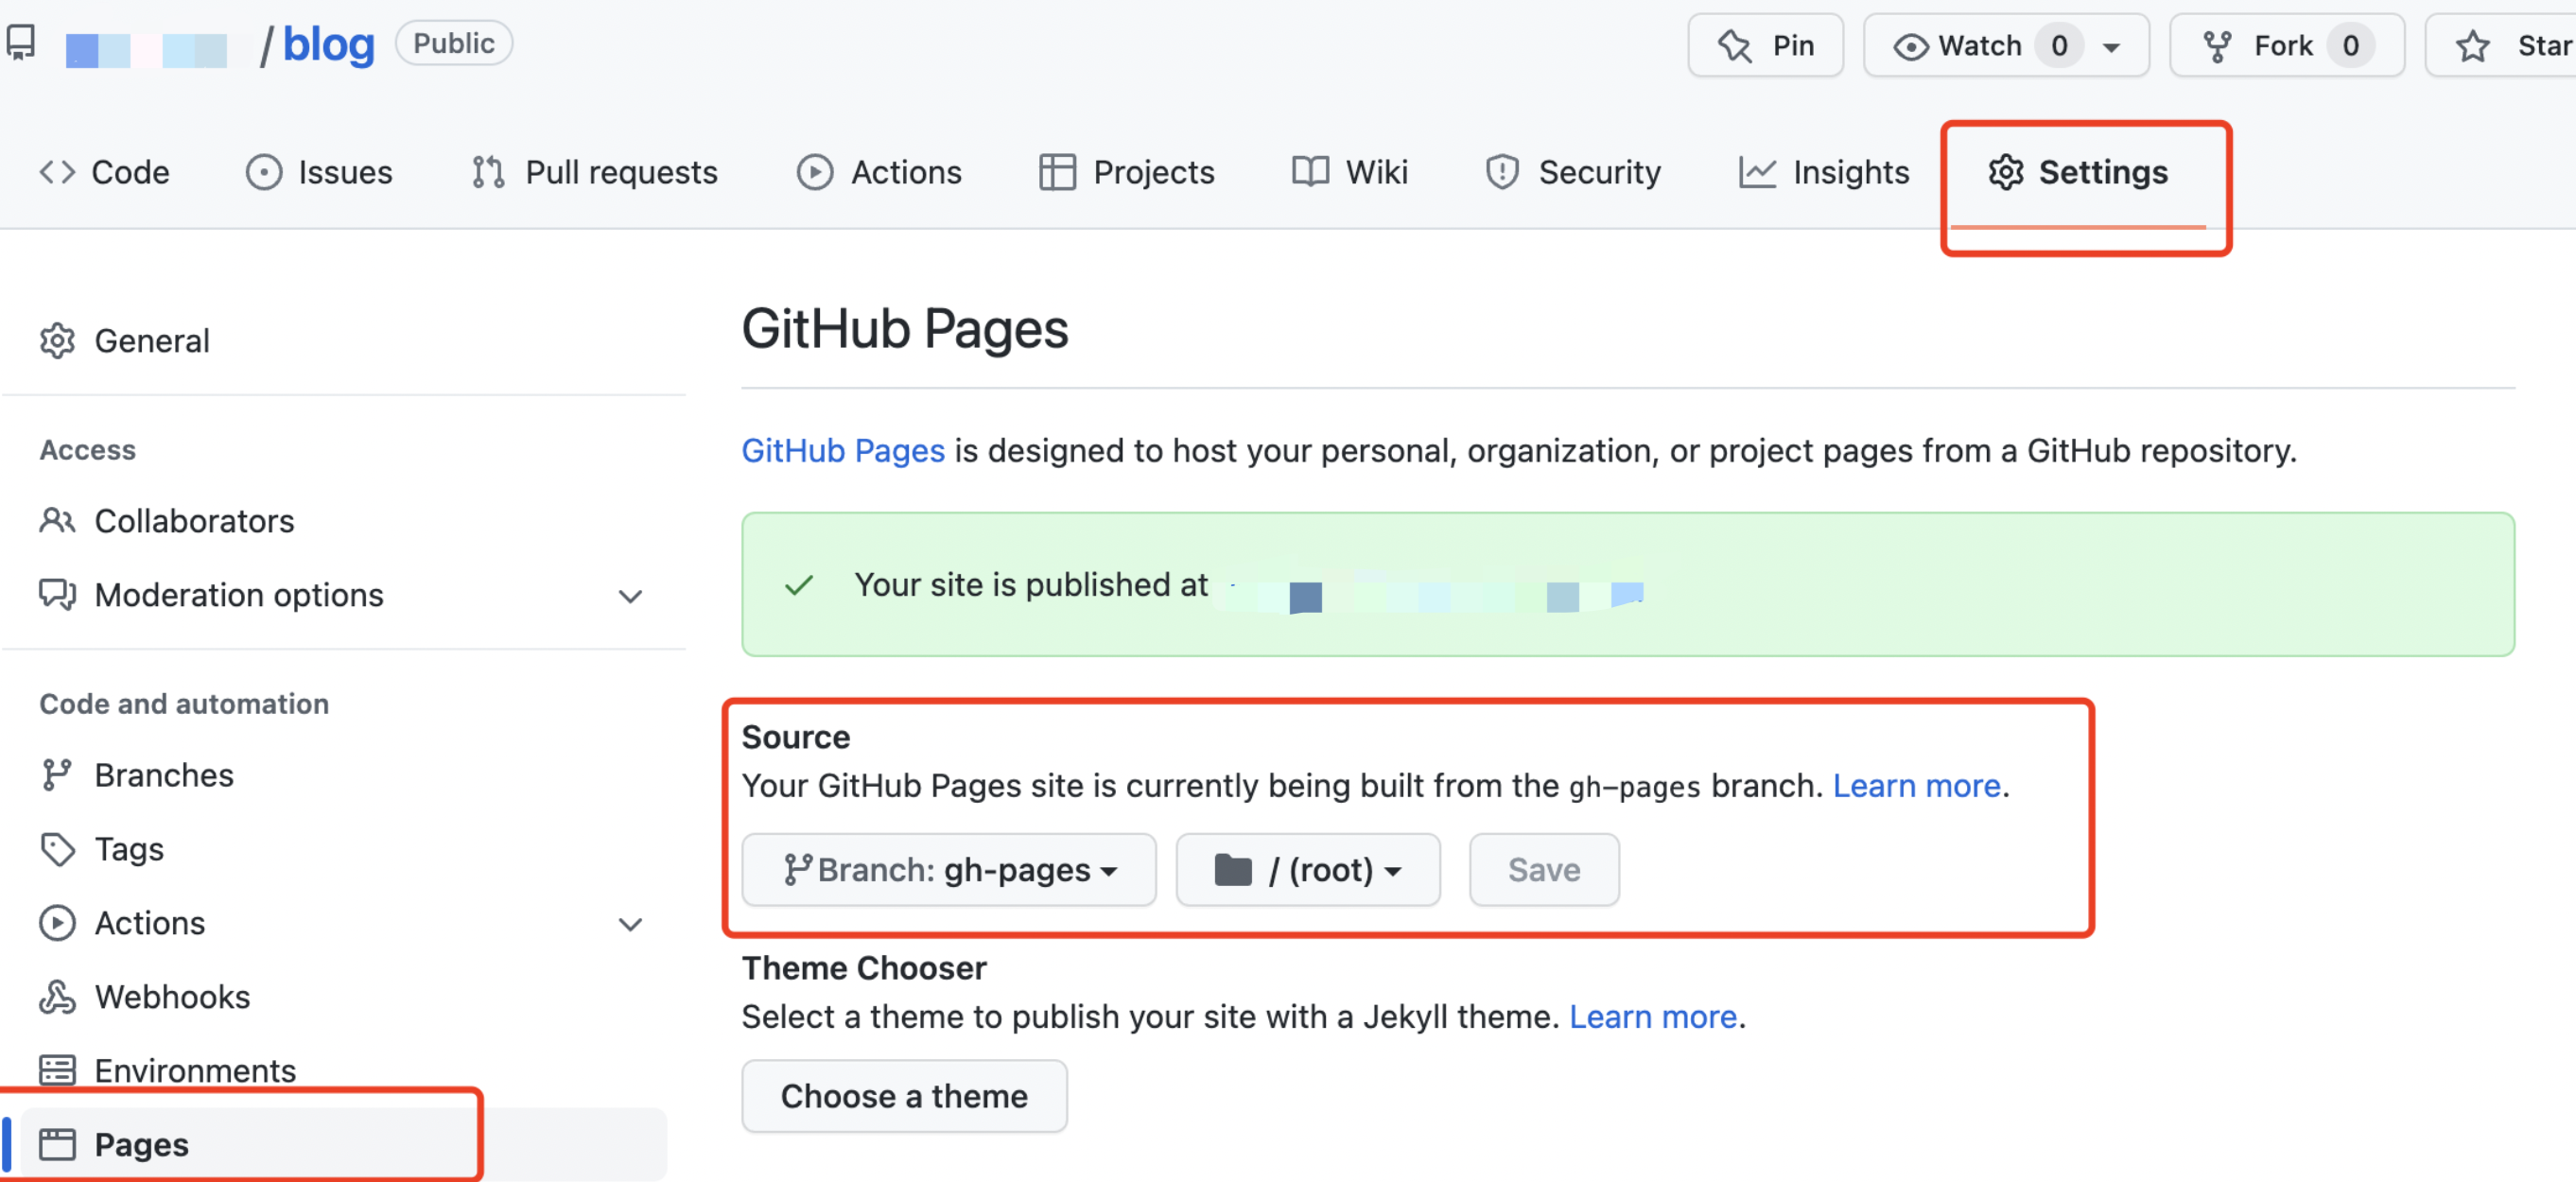 / blog Public Pin Watch 0 Fork 0 Star
Code Issues Pull requests Actions Projects Wiki Security Insights Settings
General
Access
Collaborators
Moderation options
Code and automation
Branches
Tags
Actions
Webhooks
Environments
Pages
GitHub Pages
GitHub Pages is designed to host your personal, organization, or project pages from a GitHub repository.
Your site is published at
Source
Your GitHub Pages site is currently being built from the gh-pages branch. Learn more.
Branch: gh-pages / (root) Save
Theme Chooser
Select a theme to publish your site with a Jekyll theme. Learn more.
Choose a theme